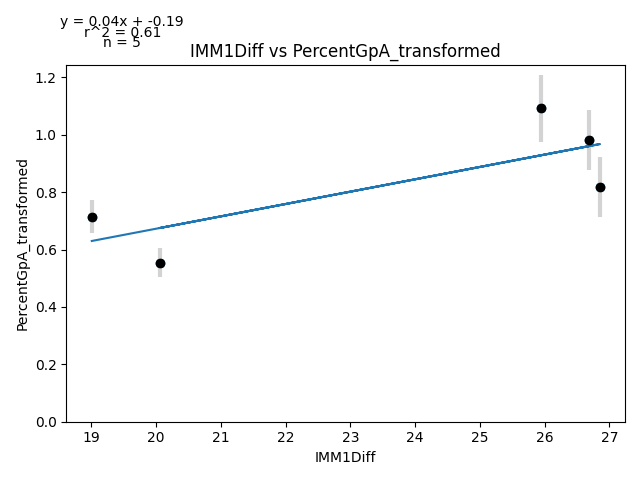 y = 0.04x + -0.19
r^2 = 0.61
n = 5
IMM1Diff vs PercentGpA_transformed
1.2
1.0
0.8
0.6
0.4
0.2
0.0
PercentGpA_transformed
19 20 21 22 23 24 25 26 27
IMM1Diff